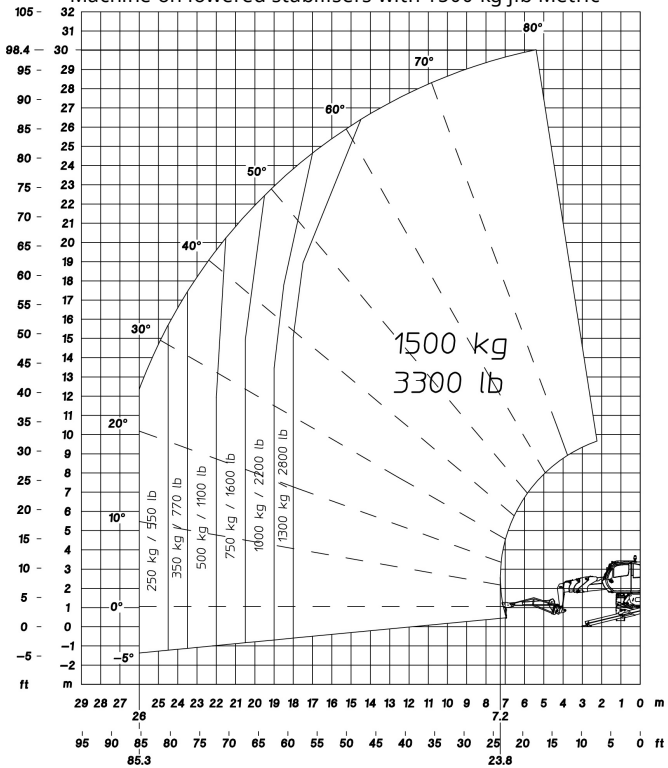 Machine on lowered stabilisers with 1500 kg jib Metric
105 - 32
31
98.4 - 30
95 - 29
28
90 - 27
26
85 - 25
80 - 24
23
75 - 22
21
70 - 20
65 - 19
60 - 18
17
55 - 16
50 - 15
14
45 - 13
40 - 12
11
35 - 10
30 - 9
8
25 - 7
20 - 6
5
15 - 4
10 - 3
2
5 - 1
0 - 0
-1
-5 - -2
ft m
80°
70°
60°
50°
40°
30°
20°
10°
0°
-5°
1500 kg
3300 lb
250 kg / 550 lb
350 kg / 770 lb
500 kg / 1100 lb
750 kg / 1600 lb
1000 kg / 2200 lb
1300 kg / 2800 lb
29 28 27 25 24 23 22 21 20 19 18 17 16 15 14 13 12 11 10 9 8 7 6 5 4 3 2 1 0 m
26 7.2
95 90 85 80 75 70 65 60 55 50 45 40 35 30 25 20 15 10 5 0 ft
85.3 23.8